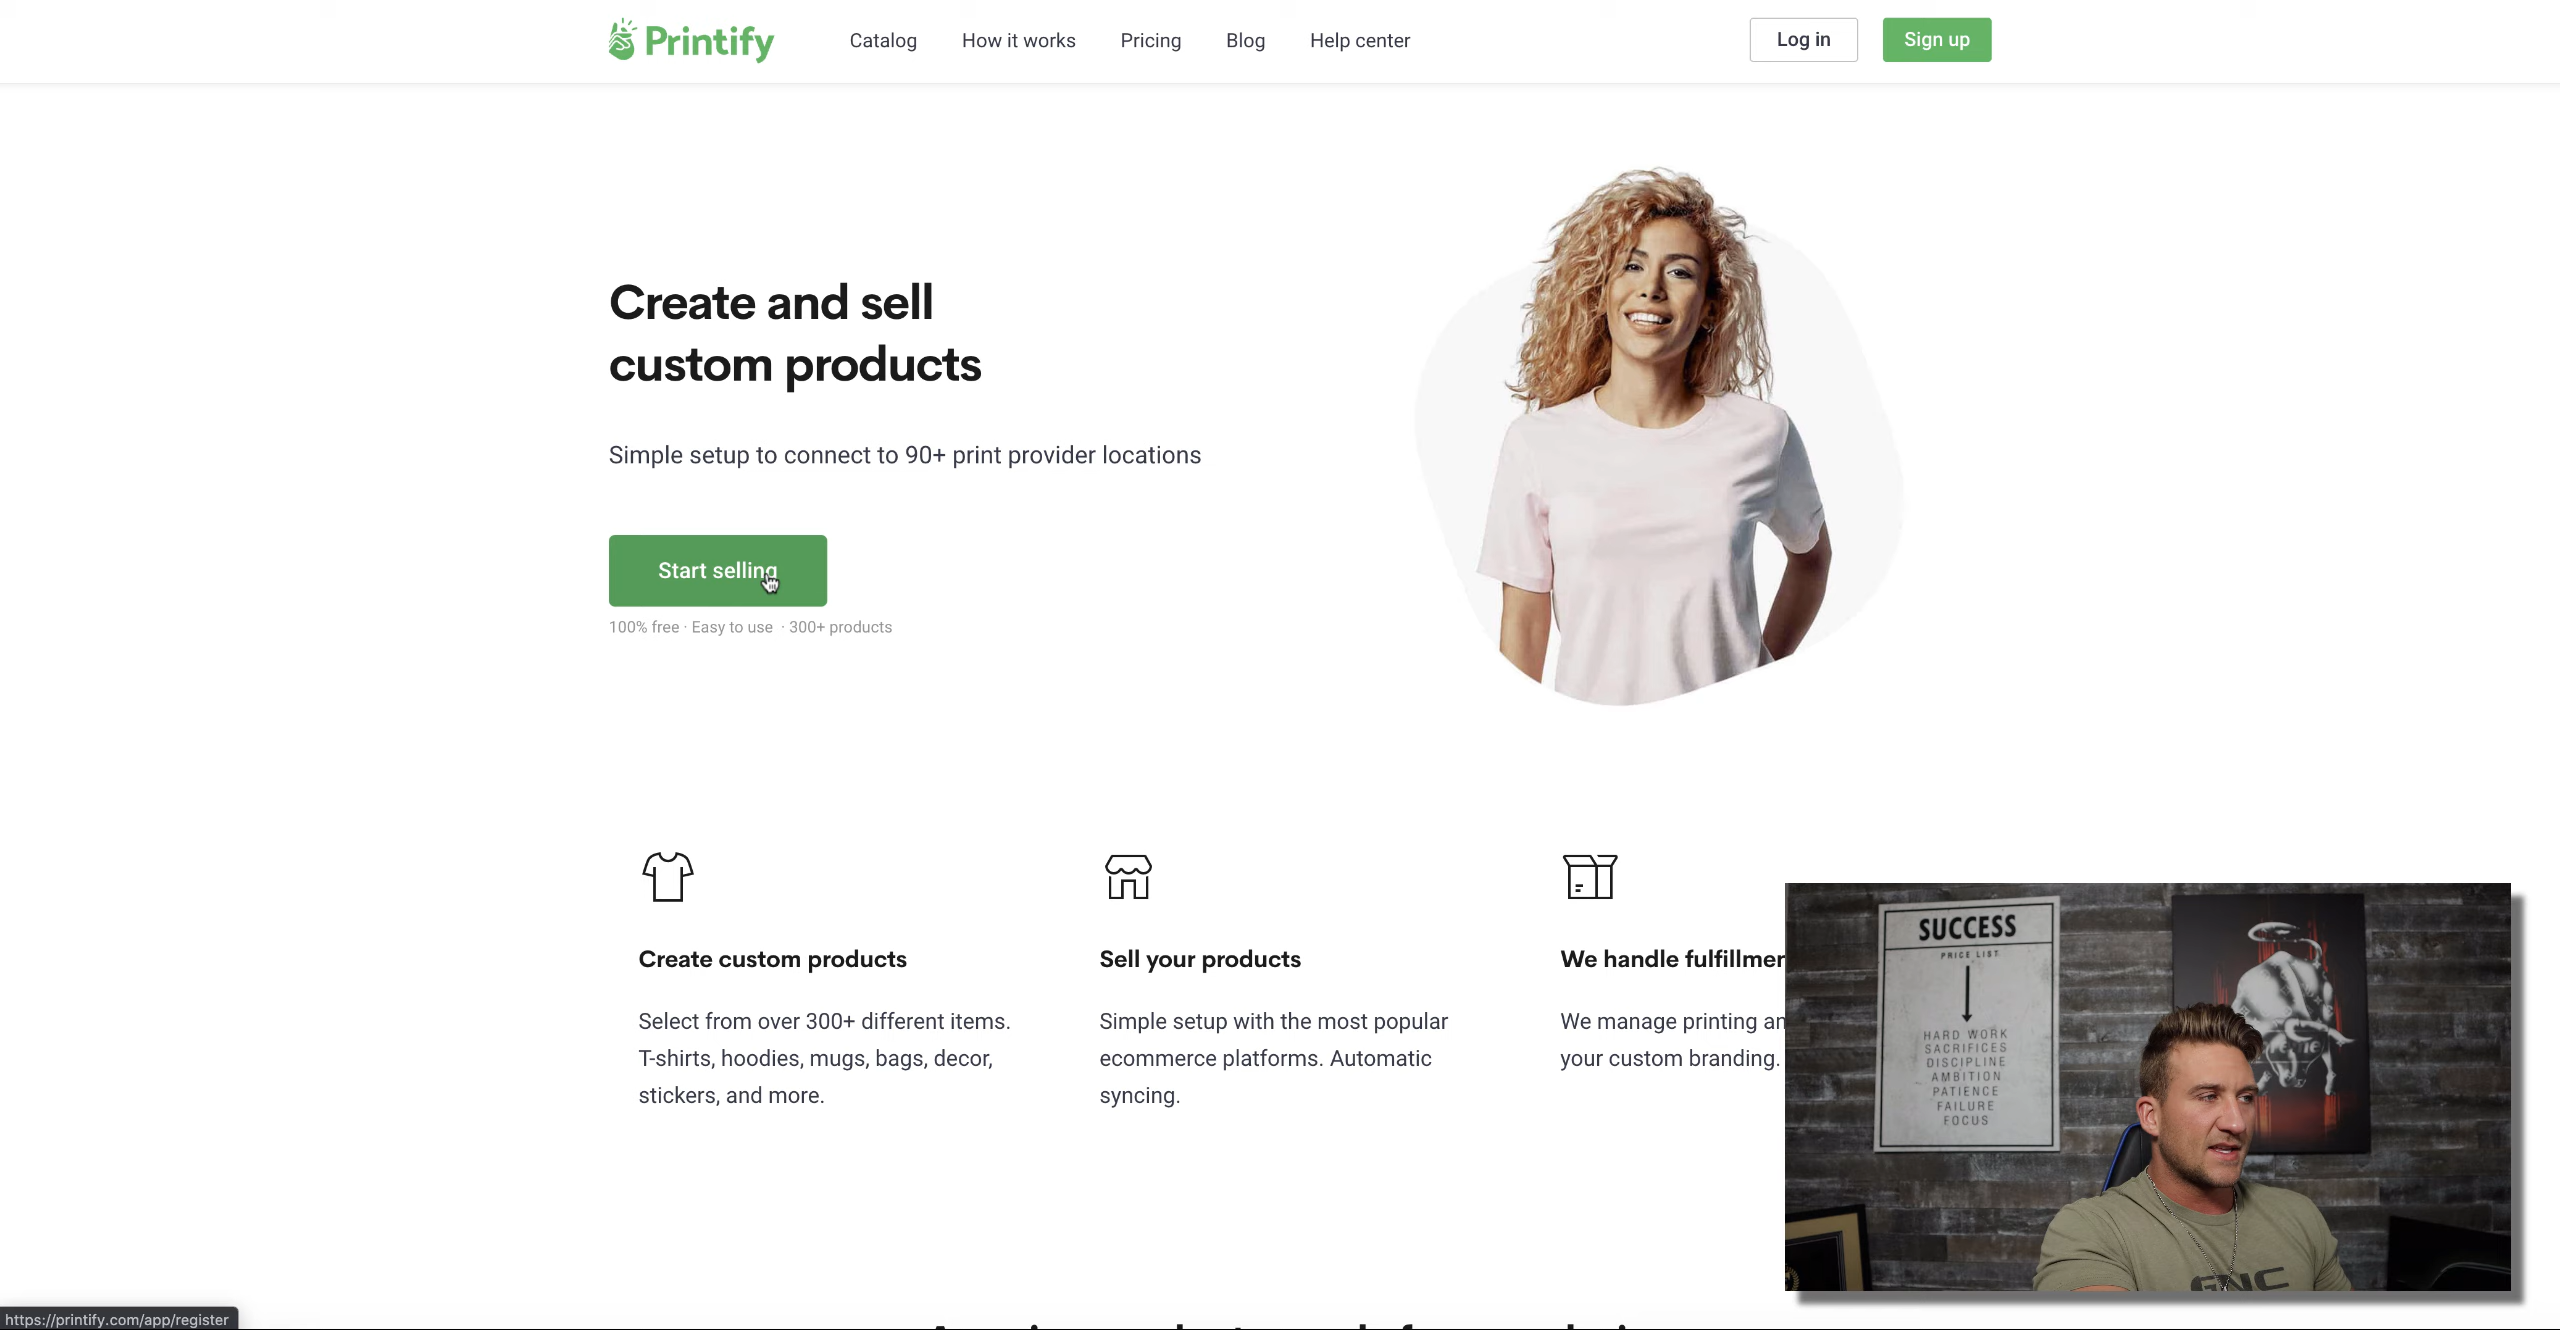 Printify
Catalog
How it works
Pricing
Blog
Help center
Log in
Sign up
Create and sell
custom products
Simple setup to connect to 90+ print provider locations
Start selling
100% free · Easy to use · 300+ products
Create custom products
Select from over 300+ different items.
T-shirts, hoodies, mugs, bags, decor,
stickers, and more.
Sell your products
Simple setup with the most popular
ecommerce platforms. Automatic
syncing.
We handle
We manage printing
your custom branding.
SUCCESS
PRICE LIST
HARD WORK
SACRIFICES
DISCIPLINE
AMBITION
PATIENCE
FAILURE
FOCUS
https://printify.com/app/register